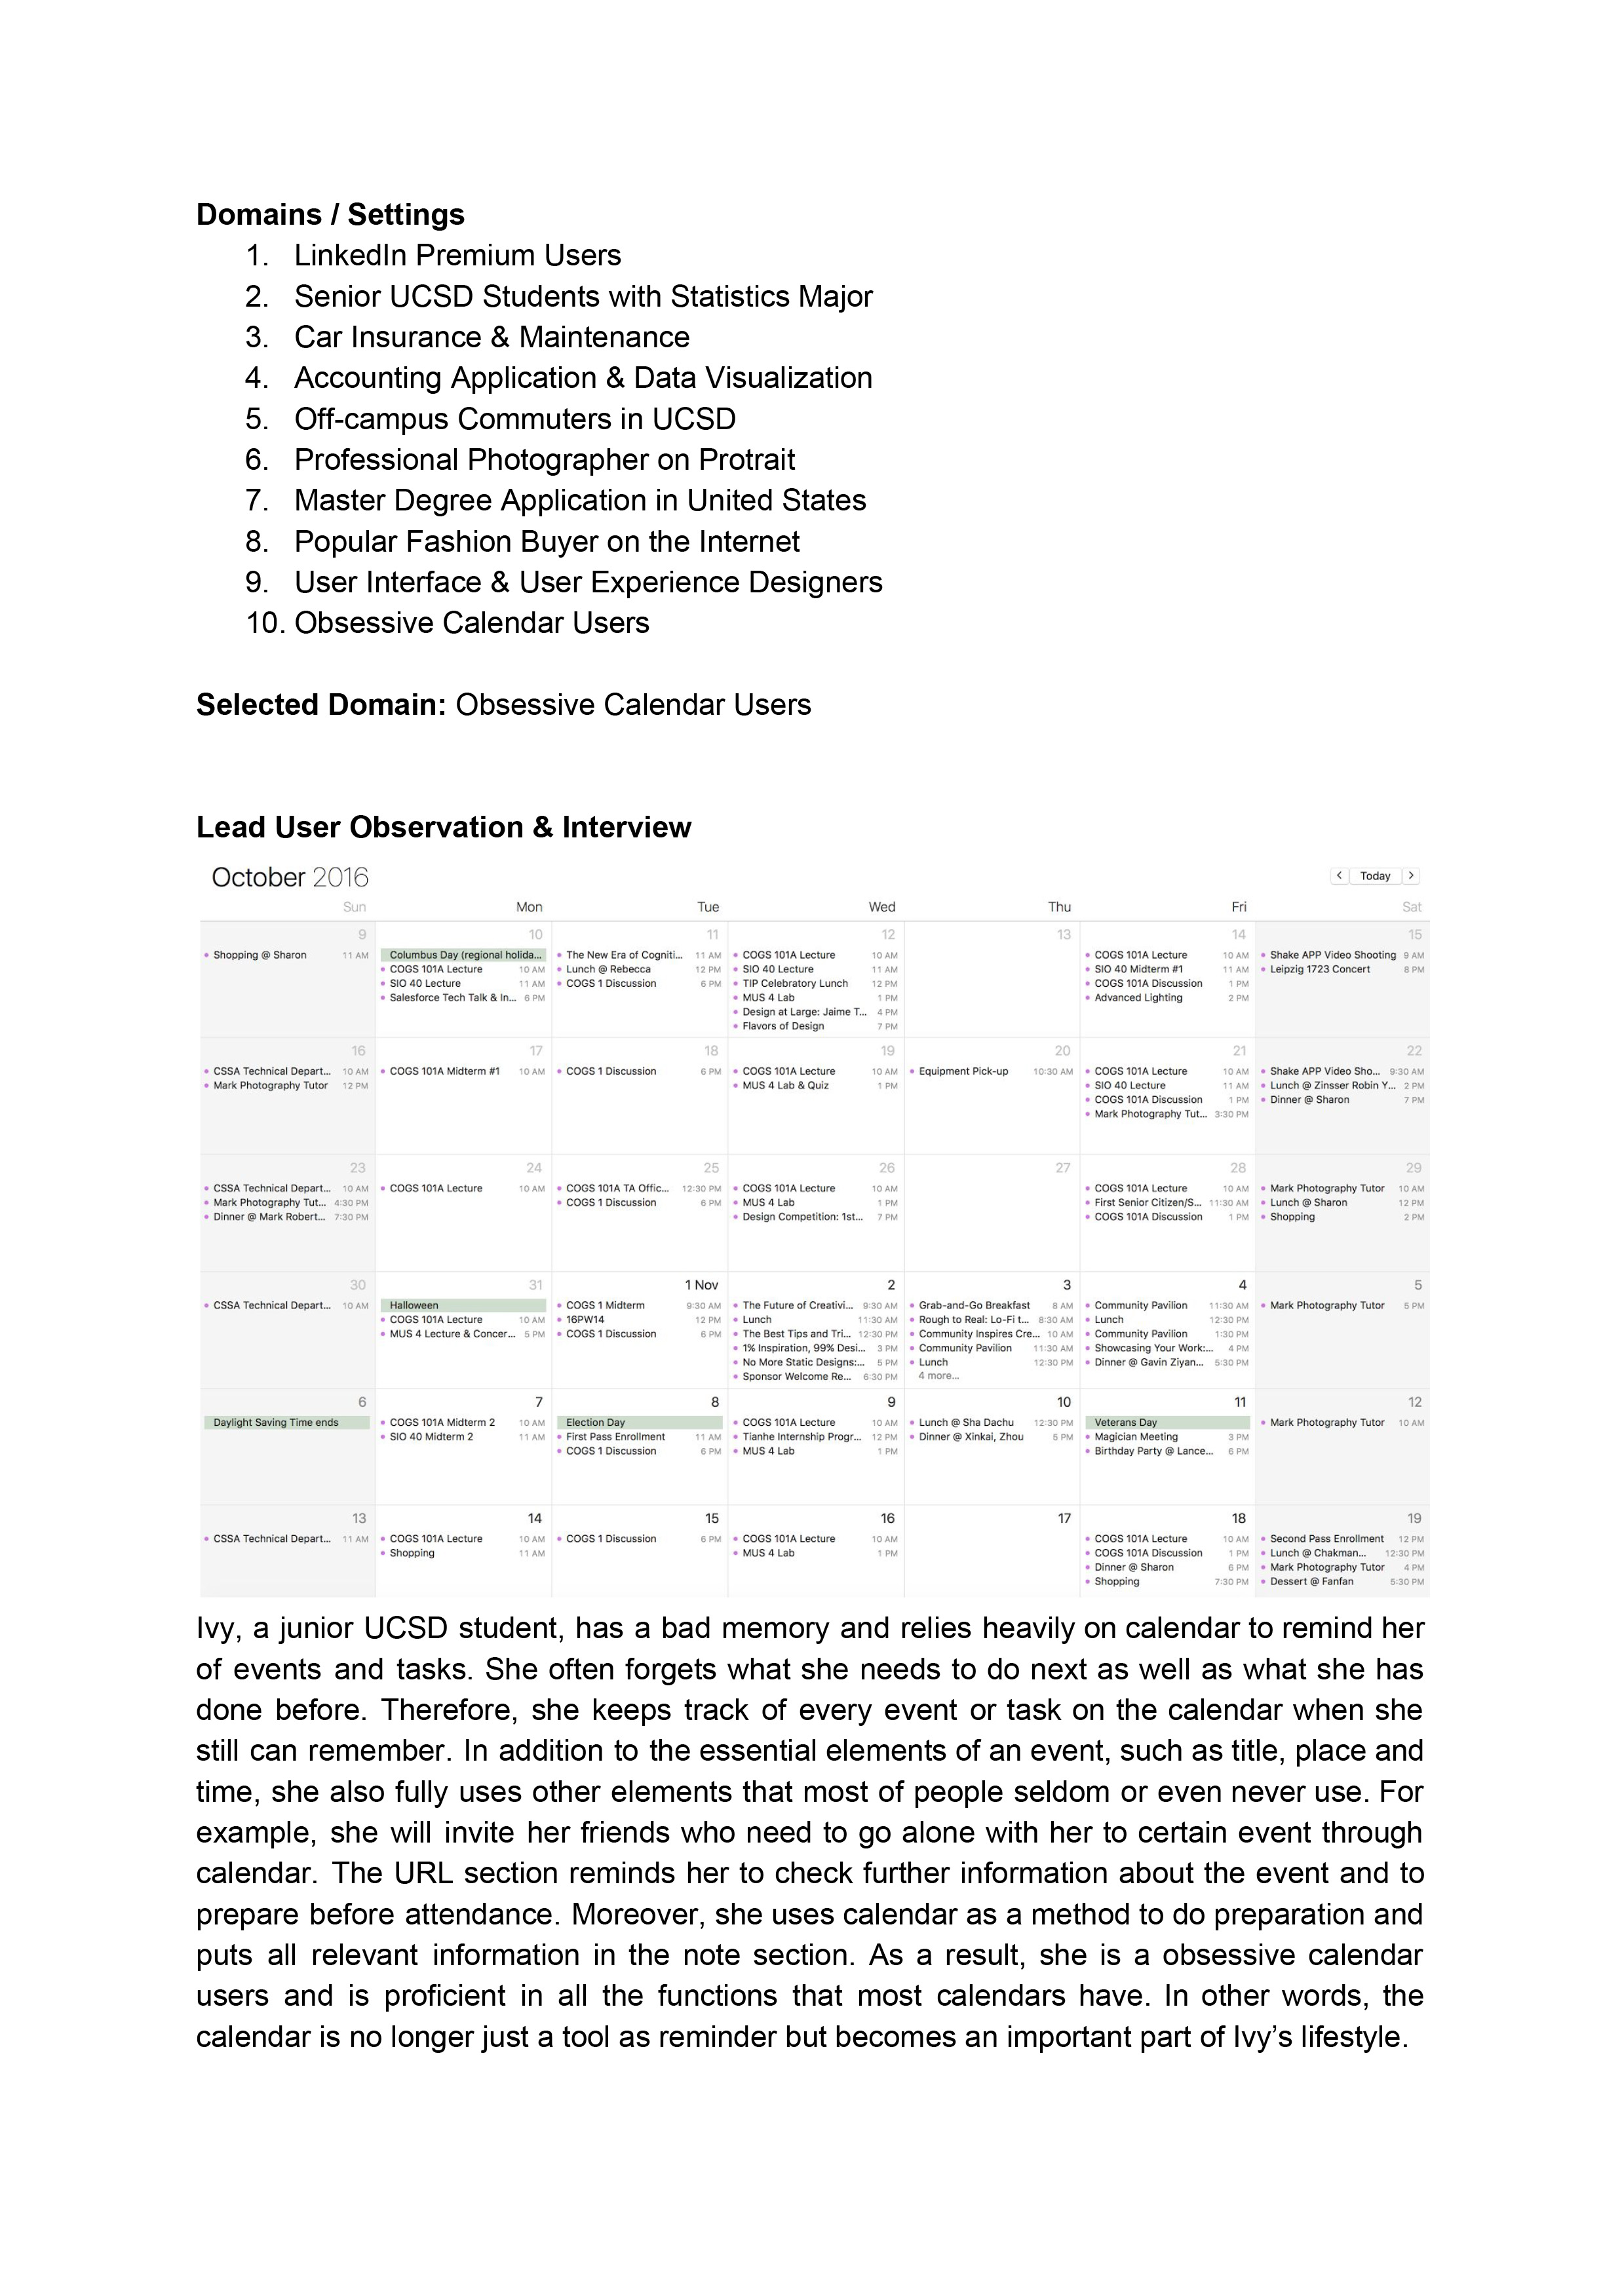 Domains / Settings
1. LinkedIn Premium Users
2. Senior UCSD Students with Statistics Major
3. Car Insurance & Maintenance
4. Accounting Application & Data Visualization
5. Off-campus Commuters in UCSD
6. Professional Photographer on Protrait
7. Master Degree Application in United States
8. Popular Fashion Buyer on the Internet
9. User Interface & User Experience Designers
10. Obsessive Calendar Users
Selected Domain: Obsessive Calendar Users
Lead User Observation & Interview
October 2016 < Today >
Sun Mon Tue Wed Thu Fri Sat
9
Shopping @ Sharon 11 AM
10
Columbus Day (regional holida...
COGS 101A Lecture 10 AM
SIO 40 Lecture 11 AM
Salesforce Tech Talk & In... 6 PM
11
The New Era of Cogniti... 11 AM
Lunch @ Rebecca 12 PM
COGS 1 Discussion 6 PM
12
COGS 101A Lecture 10 AM
SIO 40 Lecture 11 AM
TIP Celebratory Lunch 12 PM
MUS 4 Lab 1 PM
Design at Large: Jaime T... 4 PM
Flavors of Design 7 PM
13
14
COGS 101A Lecture 10 AM
SIO 40 Midterm #1 11 AM
COGS 101A Discussion 1 PM
Advanced Lighting 2 PM
15
Shake APP Video Shooting 9 AM
Leipzig 1723 Concert 8 PM
16
CSSA Technical Depart... 10 AM
Mark Photography Tutor 12 PM
17
COGS 101A Midterm #1 10 AM
18
COGS 1 Discussion 6 PM
19
COGS 101A Lecture 10 AM
MUS 4 Lab & Quiz 1 PM
20
Equipment Pick-up 10:30 AM
21
COGS 101A Lecture 10 AM
SIO 40 Lecture 11 AM
COGS 101A Discussion 1 PM
Mark Photography Tut... 3:30 PM
22
Shake APP Video Sho... 9:30 AM
Lunch @ Zinsser Robin Y... 2 PM
Dinner @ Sharon 7 PM
23
CSSA Technical Depart... 10 AM
Mark Photography Tut... 4:30 PM
Dinner @ Mark Robert... 7:30 PM
24
COGS 101A Lecture 10 AM
25
COGS 101A TA Offic... 12:30 PM
COGS 1 Discussion 6 PM
26
COGS 101A Lecture 10 AM
MUS 4 Lab 1 PM
Design Competition: 1st... 7 PM
27
28
COGS 101A Lecture 10 AM
First Senior Citizen/S... 11:30 AM
COGS 101A Discussion 1 PM
29
Mark Photography Tutor 10 AM
Lunch @ Sharon 12 PM
Shopping 2 PM
30
CSSA Technical Depart... 10 AM
31
Halloween
COGS 101A Lecture 10 AM
MUS 4 Lecture & Concer... 5 PM
1 Nov
COGS 1 Midterm 9:30 AM
16PW14 12 PM
COGS 1 Discussion 6 PM
2
The Future of Creativi... 9:30 AM
Lunch 11:30 AM
The Best Tips and Tri... 12:30 PM
1% Inspiration, 99% Desi... 3 PM
No More Static Designs:... 5 PM
Sponsor Welcome Re... 6:30 PM
3
Grab-and-Go Breakfast 8 AM
Rough to Real: Lo-Fi t... 8:30 AM
Community Inspires Cre... 10 AM
Community Pavilion 11:30 AM
Lunch 12:30 PM
4 more...
4
Community Pavilion 11:30 AM
Lunch 12:30 PM
Community Pavilion 1:30 PM
Showcasing Your Work:... 4 PM
Dinner @ Gavin Ziyan... 5:30 PM
5
Mark Photography Tutor 5 PM
6
Daylight Saving Time ends
7
COGS 101A Midterm 2 10 AM
SIO 40 Midterm 2 11 AM
8
Election Day
First Pass Enrollment 11 AM
COGS 1 Discussion 6 PM
9
COGS 101A Lecture 10 AM
Tianhe Internship Progr... 12 PM
MUS 4 Lab 1 PM
10
Lunch @ Sha Dachu 12:30 PM
Dinner @ Xinkai, Zhou 5 PM
11
Veterans Day
Magician Meeting 3 PM
Birthday Party @ Lance... 6 PM
12
Mark Photography Tutor 10 AM
13
CSSA Technical Depart... 11 AM
14
COGS 101A Lecture 10 AM
Shopping 11 AM
15
COGS 1 Discussion 6 PM
16
COGS 101A Lecture 10 AM
MUS 4 Lab 1 PM
17
18
COGS 101A Lecture 10 AM
COGS 101A Discussion 1 PM
Dinner @ Sharon 6 PM
Shopping 7:30 PM
19
Second Pass Enrollment 12 PM
Lunch @ Chakman... 12:30 PM
Mark Photography Tutor 4 PM
Dessert @ Fanfan 5:30 PM
Ivy, a junior UCSD student, has a bad memory and relies heavily on calendar to remind her
of events and tasks. She often forgets what she needs to do next as well as what she has
done before. Therefore, she keeps track of every event or task on the calendar when she
still can remember. In addition to the essential elements of an event, such as title, place and
time, she also fully uses other elements that most of people seldom or even never use. For
example, she will invite her friends who need to go alone with her to certain event through
calendar. The URL section reminds her to check further information about the event and to
prepare before attendance. Moreover, she uses calendar as a method to do preparation and
puts all relevant information in the note section. As a result, she is a obsessive calendar
users and is proficient in all the functions that most calendars have. In other words, the
calendar is no longer just a tool as reminder but becomes an important part of Ivy’s lifestyle.